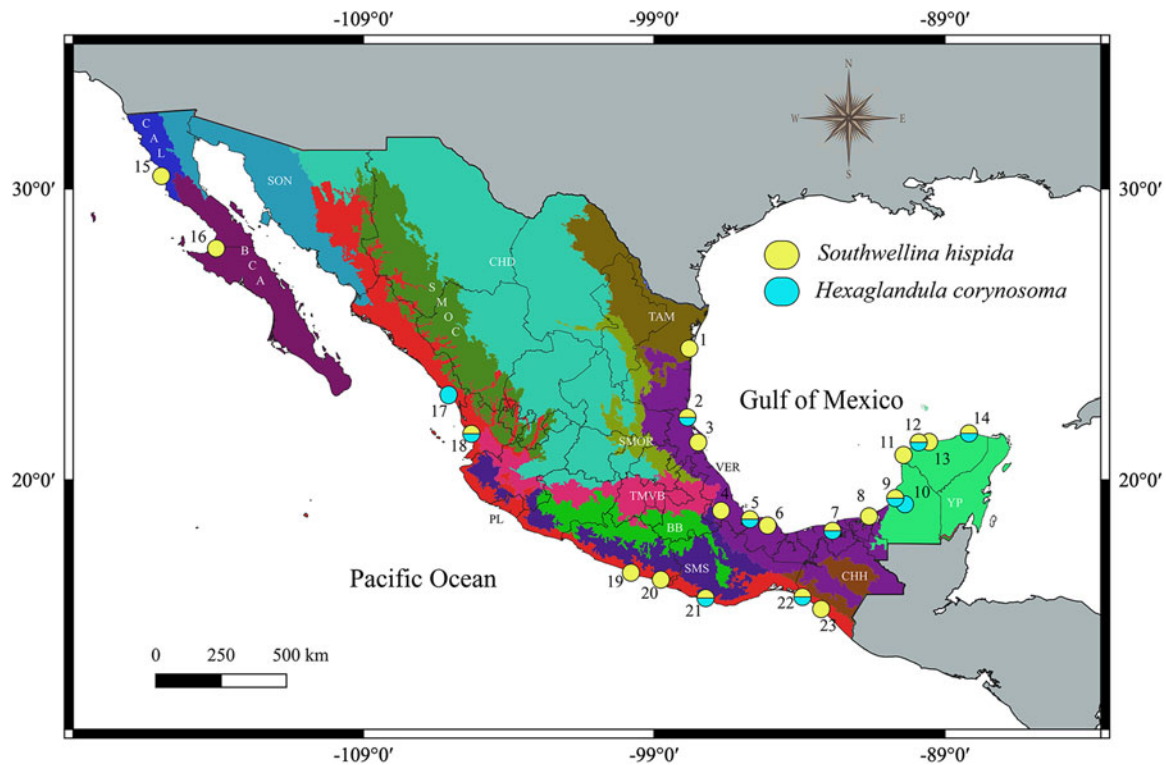 -109°0′ -99°0′ -89°0′
N
W E
S
30°0′ 30°0′
20°0′ 20°0′
C
A
L
15
16
B
C
A
SON
S
M
O
C
CHD
TAM
1
2
3
SMOR
VER
TMVB
BB
SMS
PL
CHH
YP
Southwellina hispida
Hexaglandula corynosoma
Gulf of Mexico
Pacific Ocean
4
5
6
7
8
9
10
11
12
13
14
17
18
19
20
21
22
23
0 250 500 km
-109°0′ -99°0′ -89°0′